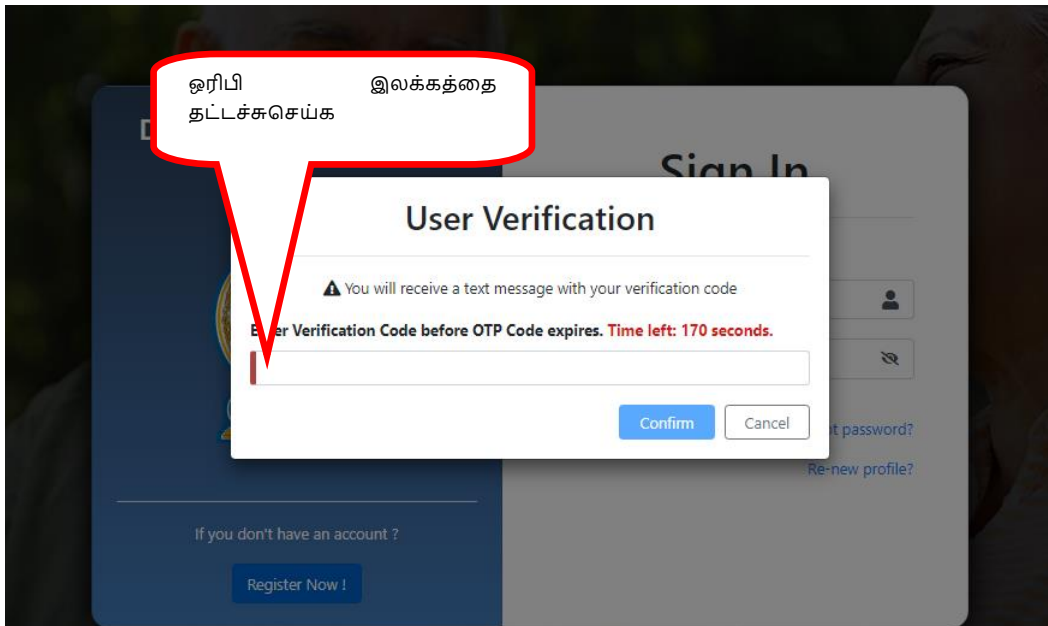 ஒரிபி இலக்கத்தை
தட்டச்சுசெய்க
Sign In
User Verification
You will receive a text message with your verification code
Verification Code before OTP Code expires. Time left: 170 seconds.
Confirm
Cancel
password?
Re-new profile?
If you don't have an account ?
Register Now !